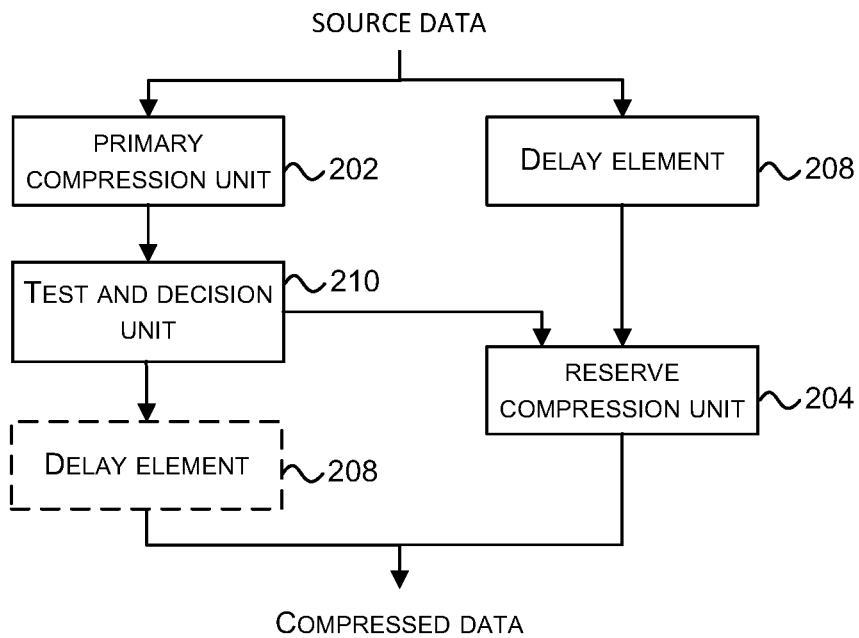 SOURCE DATA
PRIMARY
COMPRESSION UNIT
202
DELAY ELEMENT
208
TEST AND DECISION
UNIT
210
RESERVE
COMPRESSION UNIT
204
DELAY ELEMENT
208
COMPRESSED DATA